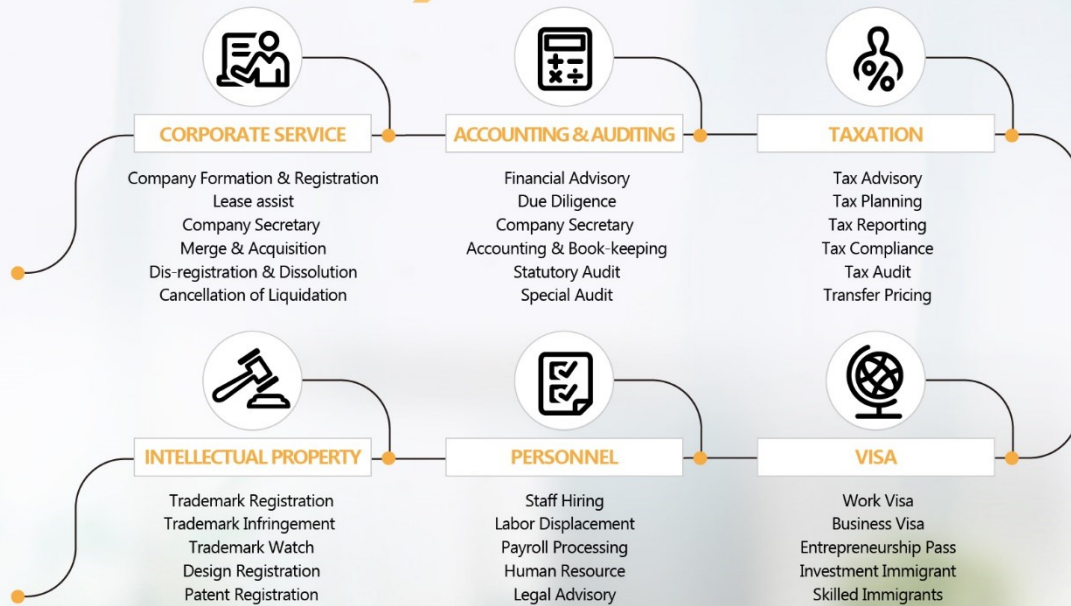 CORPORATE SERVICE
Company Formation & Registration
Lease assist
Company Secretary
Merge & Acquisition
Dis-registration & Dissolution
Cancellation of Liquidation
ACCOUNTING & AUDITING
Financial Advisory
Due Diligence
Company Secretary
Accounting & Book-keeping
Statutory Audit
Special Audit
TAXATION
Tax Advisory
Tax Planning
Tax Reporting
Tax Compliance
Tax Audit
Transfer Pricing
INTELLECTUAL PROPERTY
Trademark Registration
Trademark Infringement
Trademark Watch
Design Registration
Patent Registration
PERSONNEL
Staff Hiring
Labor Displacement
Payroll Processing
Human Resource
Legal Advisory
VISA
Work Visa
Business Visa
Entrepreneurship Pass
Investment Immigrant
Skilled Immigrants